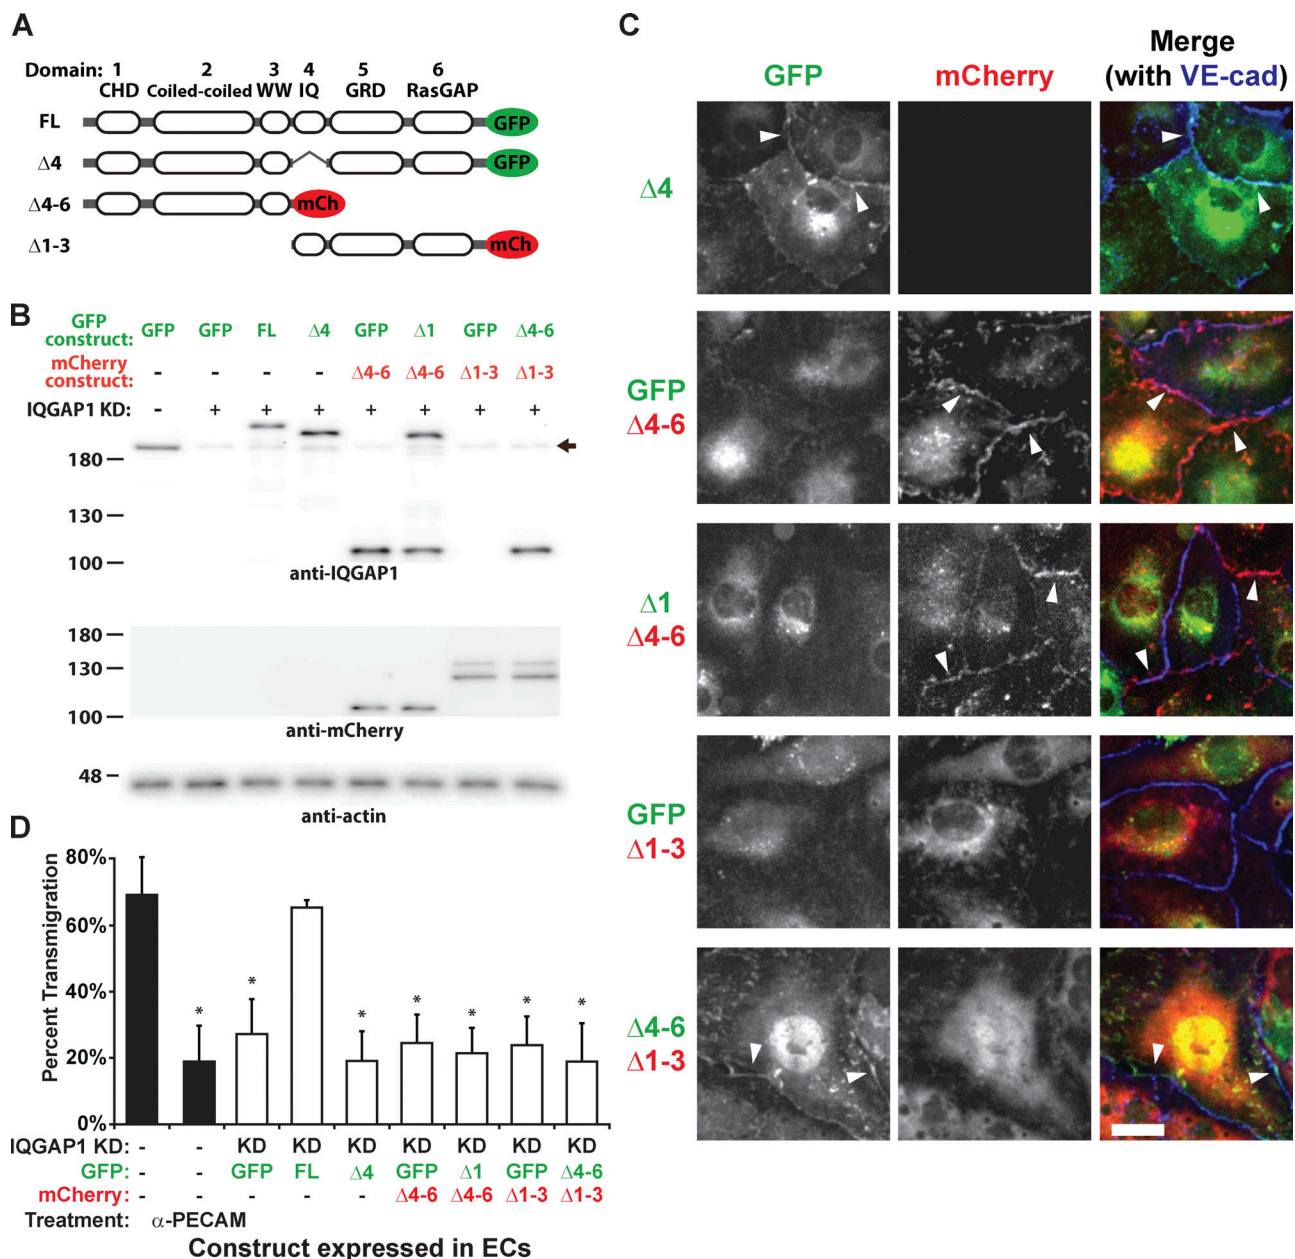 A
Domain: 1 2 3 4 5 6
CHD Coiled-coiled WW IQ GRD RasGAP
FL GFP
Δ4 GFP
Δ4-6 mCh
Δ1-3 mCh
B
GFP construct: GFP GFP FL Δ4 GFP Δ1 GFP Δ4-6
mCherry construct: - - - - Δ4-6 Δ4-6 Δ1-3 Δ1-3
IQGAP1 KD: - + + + + + + +
180
130
100
anti-IQGAP1
180
130
100
anti-mCherry
48
anti-actin
C
GFP mCherry Merge (with VE-cad)
Δ4
GFP
Δ4-6
Δ1
Δ4-6
GFP
Δ1-3
Δ4-6
Δ1-3
D
Percent Transmigration
80%
60%
40%
20%
0%
* * * * * * *
IQGAP1 KD: - - KD KD KD KD KD KD KD
GFP: - - GFP FL Δ4 GFP Δ1 GFP Δ4-6
mCherry: - - - - - Δ4-6 Δ4-6 Δ1-3 Δ1-3
Treatment: α-PECAM
Construct expressed in ECs